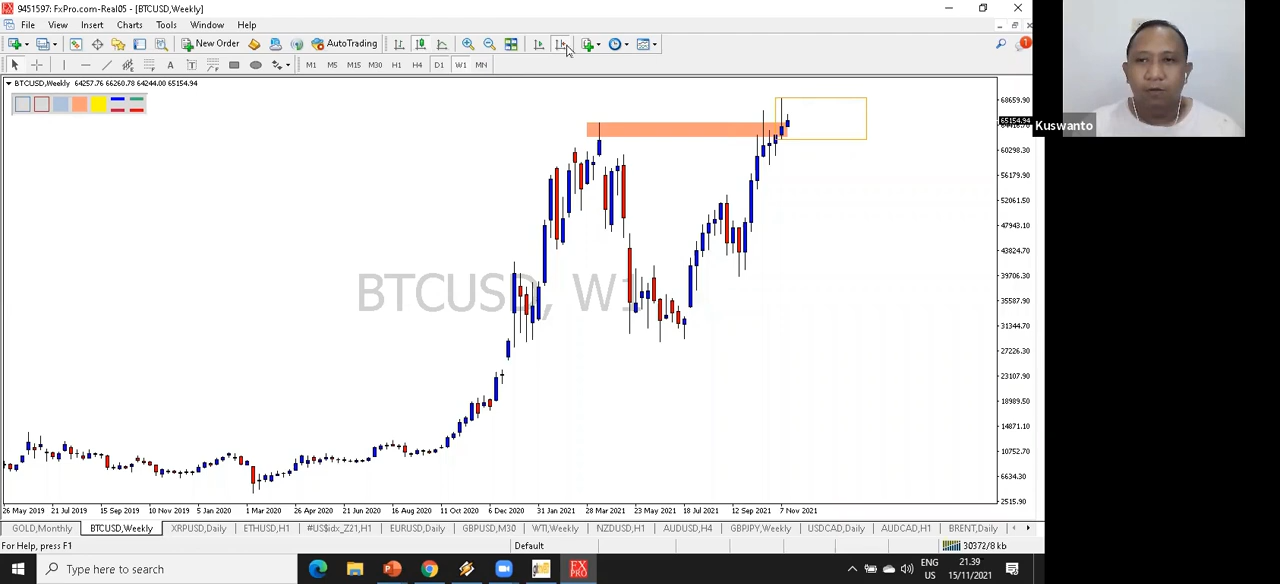 9451597: FxPro.com-Real05 - [BTCUSD,Weekly]
File View Insert Charts Tools Window Help
New Order AutoTrading
M1 M5 M15 M30 H1 H4 D1 W1 MN
BTCUSD,Weekly 64257.76 66260.78 64244.00 65154.94
68659.90
65154.94
60298.30
56179.90
52061.50
47943.10
43824.70
39706.30
35587.90
31344.70
27226.30
23107.90
18989.50
14871.10
10752.70
6634.30
2515.90
BTCUSD, W1
26 May 2019 21 Jul 2019 15 Sep 2019 10 Nov 2019 5 Jan 2020 1 Mar 2020 26 Apr 2020 21 Jun 2020 16 Aug 2020 11 Oct 2020 6 Dec 2020 31 Jan 2021 28 Mar 2021 23 May 2021 18 Jul 2021 12 Sep 2021 7 Nov 2021
GOLD,Monthly BTCUSD,Weekly XRPUSD,Daily ETHUSD,H1 #US$idx_Z21,H1 EURUSD,Daily GBPUSD,M30 WTI,Weekly NZDUSD,H1 AUDUSD,H4 GBPJPY,Weekly USDCAD,Daily AUDCAD,H1 BRENT,Daily
For Help, press F1 Default 30372/8 kb
Type here to search
FX
PRO
ENG
US
21.39
15/11/2021
Kuswanto